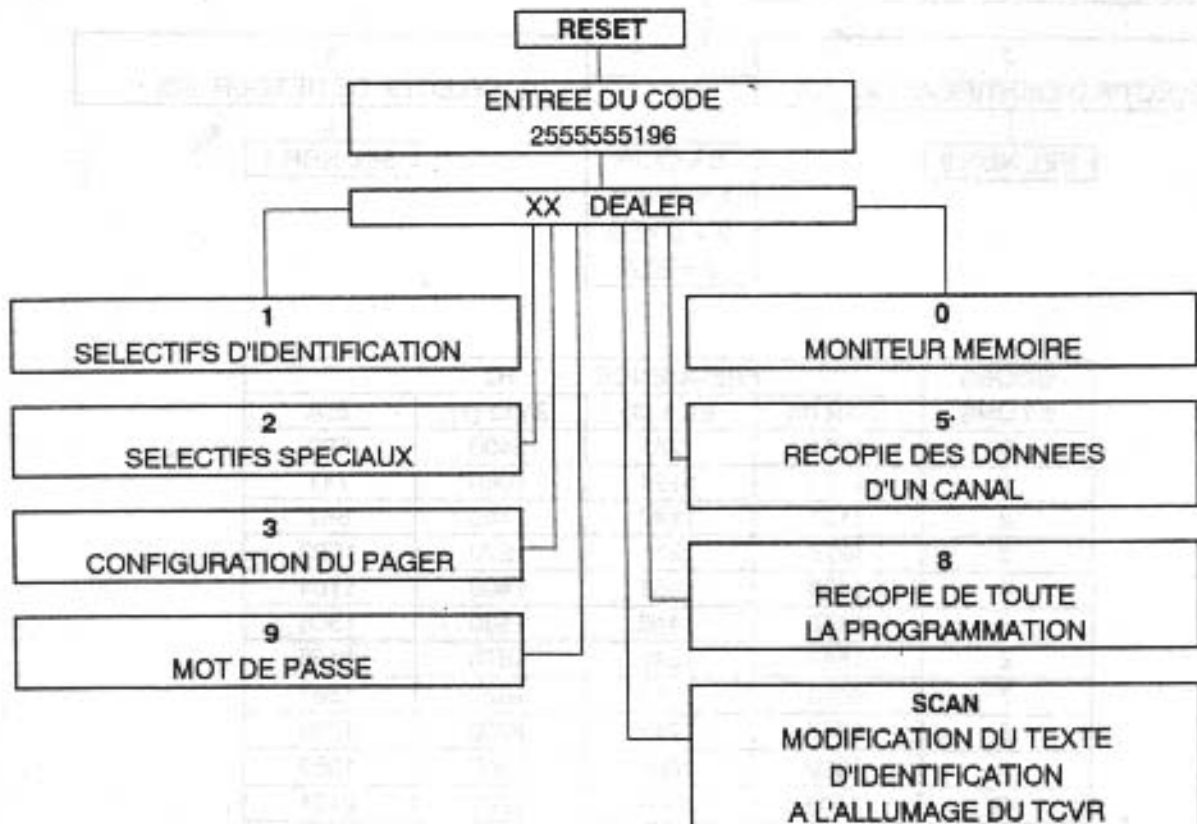 RESET
ENTREE DU CODE
2555555196
XX DEALER
1
SELECTIFS D'IDENTIFICATION
2
SELECTIFS SPECIAUX
3
CONFIGURATION DU PAGER
9
MOT DE PASSE
0
MONITEUR MEMOIRE
5
RECOPIE DES DONNEES
D'UN CANAL
8
RECOPIE DE TOUTE
LA PROGRAMMATION
SCAN
MODIFICATION DU TEXTE
D'IDENTIFICATION
A L'ALLUMAGE DU TCVR